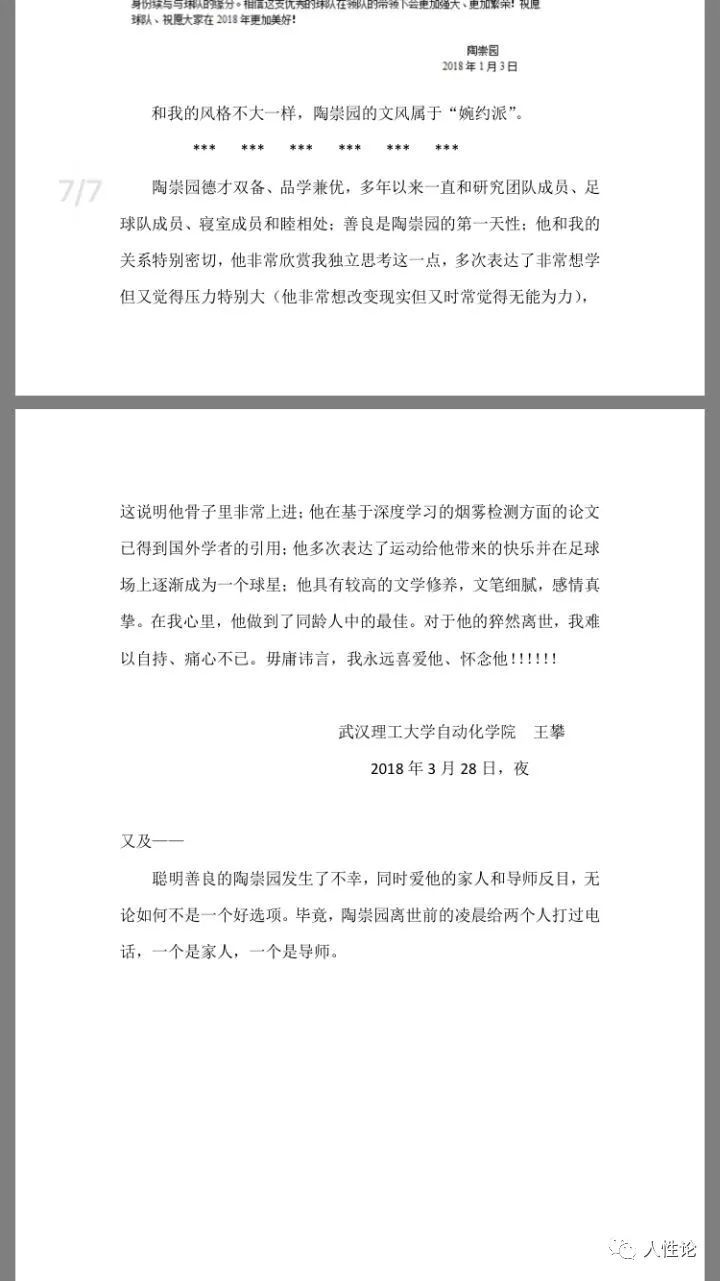 身份续写与球队的缘分。相信这支优秀的球队在领队的带领下会更加强大、更加繁荣！祝愿
球队、祝愿大家在 2018 年更加美好！
陶崇园
2018 年 1 月 3 日
和我的风格不大一样，陶崇园的文风属于“婉约派”。
*** *** *** *** *** ***
7/7
陶崇园德才双备、品学兼优，多年以来一直和研究团队成员、足
球队成员、寝室成员和睦相处；善良是陶崇园的第一天性；他和我的
关系特别密切，他非常欣赏我独立思考这一点，多次表达了非常想学
但又觉得压力特别大（他非常想改变现实但又时常觉得无能为力），
这说明他骨子里非常上进；他在基于深度学习的烟雾检测方面的论文
已得到国外学者的引用；他多次表达了运动给他带来的快乐并在足球
场上逐渐成为一个球星；他具有较高的文学修养，文笔细腻，感情真
挚。在我心里，他做到了同龄人中的最佳。对于他的猝然离世，我难
以自持、痛心不已。毋庸讳言，我永远喜爱他、怀念他！！！！！！
武汉理工大学自动化学院 王攀
2018 年 3 月 28 日，夜
又及——
聪明善良的陶崇园发生了不幸，同时爱他的家人和导师反目，无
论如何不是一个好选项。毕竟，陶崇园离世前的凌晨给两个人打过电
话，一个是家人，一个是导师。
人性论